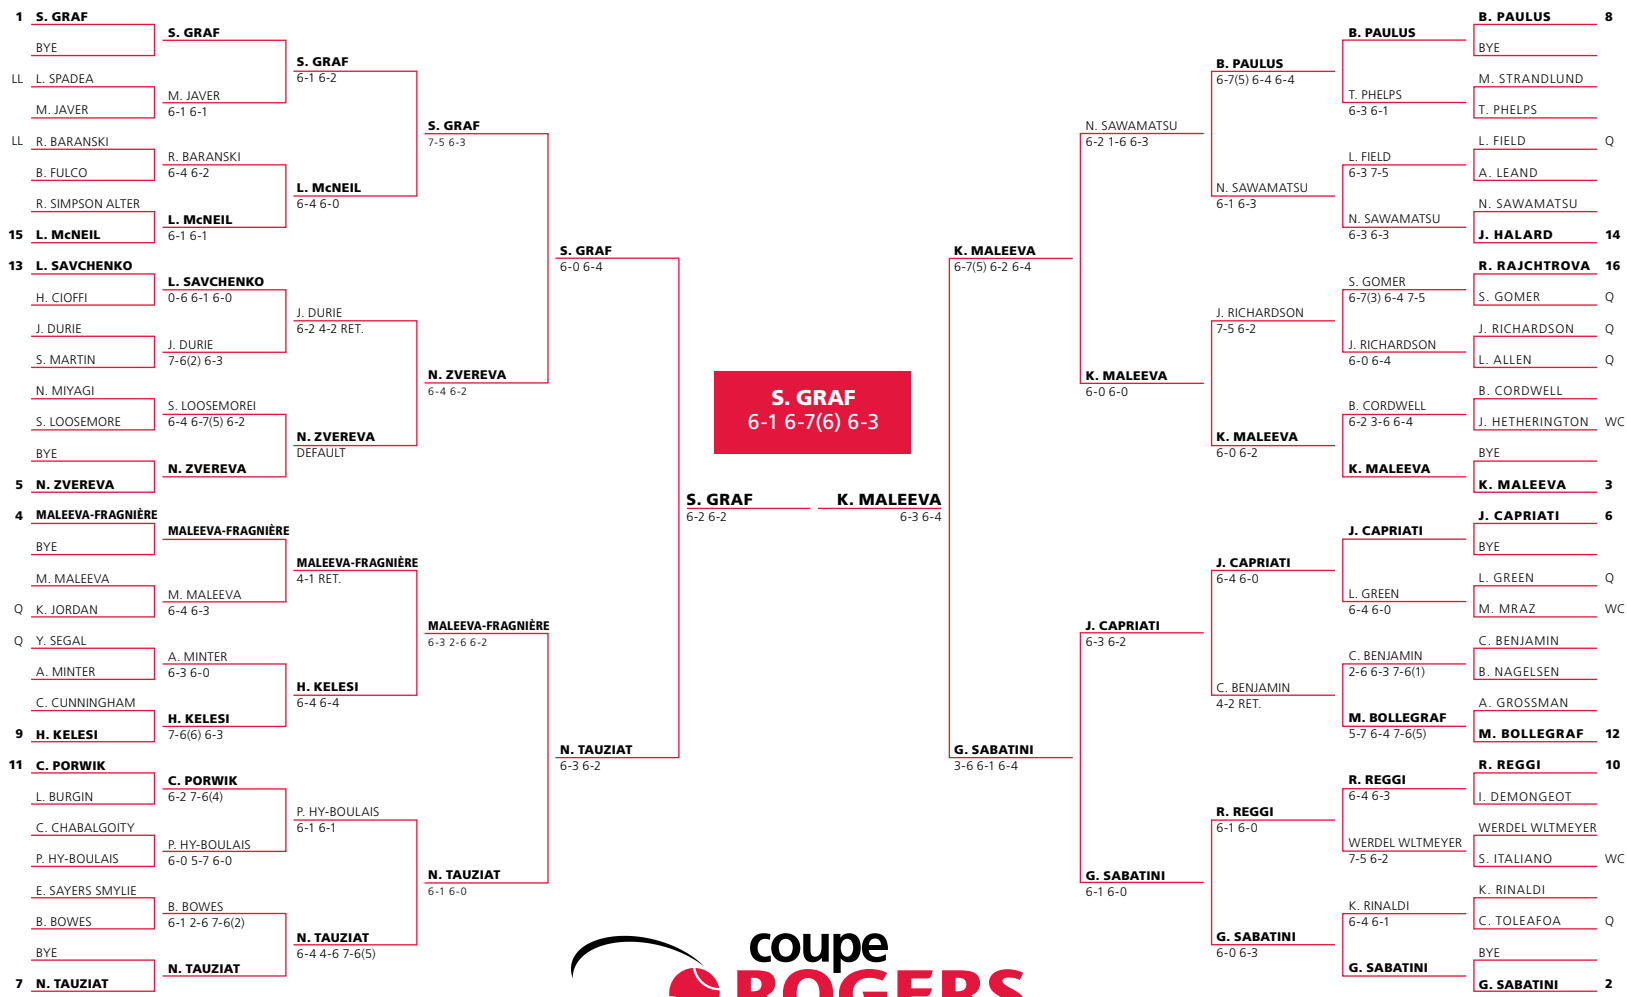 1 S. GRAF
BYE
LL L. SPADEA
M. JAVER
LL R. BARANSKI
B. FULCO
R. SIMPSON ALTER
15 L. McNEIL
13 L. SAVCHENKO
H. CIOFFI
J. DURIE
S. MARTIN
N. MIYAGI
S. LOOSEMORE
BYE
5 N. ZVEREVA
4 MALEEVA-FRAGNIÈRE
BYE
M. MALEEVA
Q K. JORDAN
Q Y. SEGAL
A. MINTER
C. CUNNINGHAM
9 H. KELESI
11 C. PORWIK
L. BURGIN
C. CHABALGOITY
P. HY-BOULAIS
E. SAYERS SMYLIE
B. BOWES
BYE
7 N. TAUZIAT
S. GRAF
M. JAVER
6-1 6-1
R. BARANSKI
6-4 6-2
L. McNEIL
6-1 6-1
L. SAVCHENKO
0-6 6-1 6-0
J. DURIE
7-6(2) 6-3
S. LOOSEMOREI
6-4 6-7(5) 6-2
N. ZVEREVA
MALEEVA-FRAGNIÈRE
M. MALEEVA
6-4 6-3
A. MINTER
6-3 6-0
H. KELESI
7-6(6) 6-3
C. PORWIK
6-2 7-6(4)
P. HY-BOULAIS
6-0 5-7 6-0
B. BOWES
6-1 2-6 7-6(2)
N. TAUZIAT
S. GRAF
6-1 6-2
L. McNEIL
6-4 6-0
J. DURIE
6-2 4-2 RET.
N. ZVEREVA
DEFAULT
MALEEVA-FRAGNIÈRE
4-1 RET.
H. KELESI
6-4 6-4
P. HY-BOULAIS
6-1 6-1
N. TAUZIAT
6-4 4-6 7-6(5)
S. GRAF
7-5 6-3
N. ZVEREVA
6-4 6-2
MALEEVA-FRAGNIÈRE
6-3 2-6 6-2
N. TAUZIAT
6-1 6-0
S. GRAF
6-0 6-4
N. TAUZIAT
6-3 6-2
S. GRAF
6-2 6-2
S. GRAF
6-1 6-7(6) 6-3
K. MALEEVA
6-3 6-4
K. MALEEVA
6-7(5) 6-2 6-4
G. SABATINI
3-6 6-1 6-4
N. SAWAMATSU
6-2 1-6 6-3
K. MALEEVA
6-0 6-0
J. CAPRIATI
6-3 6-2
G. SABATINI
6-1 6-0
B. PAULUS
6-7(5) 6-4 6-4
N. SAWAMATSU
6-1 6-3
J. RICHARDSON
7-5 6-2
K. MALEEVA
6-0 6-2
J. CAPRIATI
6-4 6-0
C. BENJAMIN
4-2 RET.
R. REGGI
6-1 6-0
G. SABATINI
6-0 6-3
B. PAULUS
T. PHELPS
6-3 6-1
L. FIELD
6-3 7-5
N. SAWAMATSU
6-3 6-3
S. GOMER
6-7(3) 6-4 7-5
J. RICHARDSON
6-0 6-4
B. CORDWELL
6-2 3-6 6-4
K. MALEEVA
J. CAPRIATI
L. GREEN
6-4 6-0
C. BENJAMIN
2-6 6-3 7-6(1)
M. BOLLEGRAF
5-7 6-4 7-6(5)
R. REGGI
6-4 6-3
WERDEL WLTMEYER
7-5 6-2
K. RINALDI
6-4 6-1
G. SABATINI
B. PAULUS 8
BYE
M. STRANDLUND
T. PHELPS
L. FIELD Q
A. LEAND
N. SAWAMATSU
J. HALARD 14
R. RAJCHTROVA 16
S. GOMER Q
J. RICHARDSON Q
L. ALLEN Q
B. CORDWELL
J. HETHERINGTON WC
BYE
K. MALEEVA 3
J. CAPRIATI 6
BYE
L. GREEN Q
M. MRAZ WC
C. BENJAMIN
B. NAGELSEN
A. GROSSMAN
M. BOLLEGRAF 12
R. REGGI 10
I. DEMONGEOT
WERDEL WLTMEYER
S. ITALIANO WC
K. RINALDI
C. TOLEAFOA Q
BYE
G. SABATINI 2
coupe
ROGERS